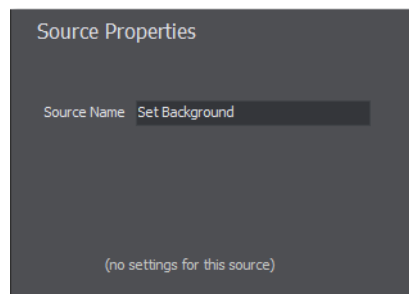 Source Properties
Source Name Set Background
(no settings for this source)